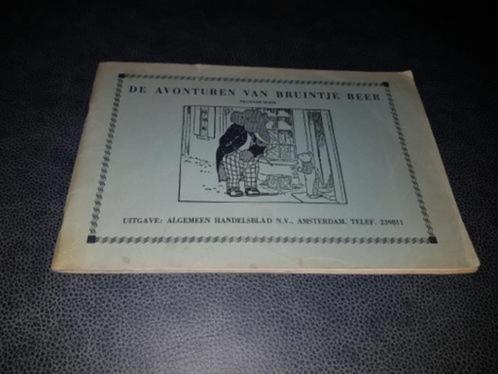 DE AVONTUREN VAN BRUINTJE BEER
UITGAVE: ALGEMEEN HANDELSBLAD N.V., AMSTERDAM. TELEF. 239811